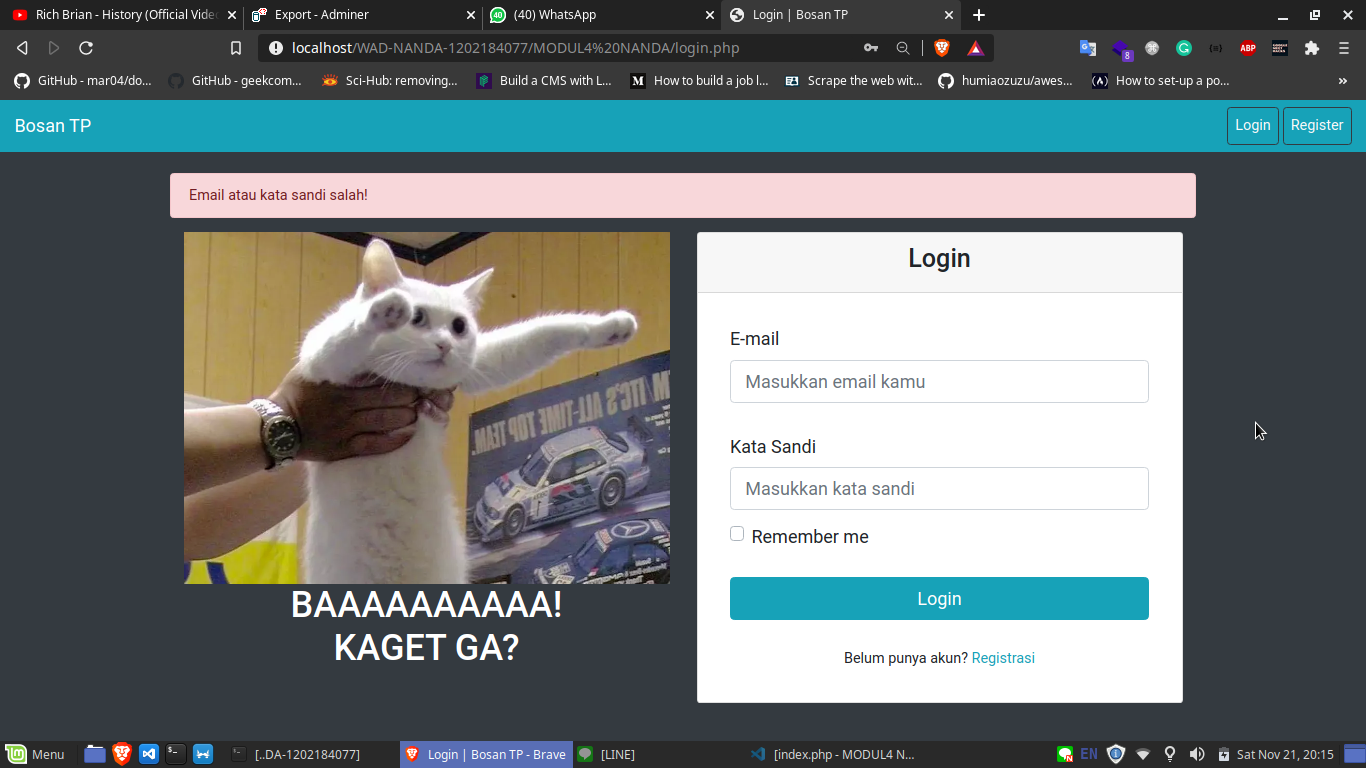 Rich Brian - History (Official Vide
Export - Adminer
(40) WhatsApp
Login | Bosan TP
localhost/WAD-NANDA-1202184077/MODUL4%20NANDA/login.php
8
ABP
GitHub - mar04/do...
GitHub - geekcom...
Sci-Hub: removing...
Build a CMS with L...
How to build a job l...
Scrape the web wit...
humiaozuzu/awes...
How to set-up a po...
»
Bosan TP
Login
Register
Email atau kata sandi salah!
M/ITC'S ALL-TIME TOP TEAM.
BAAAAAAAAAA!
KAGET GA?
Login
E-mail
Masukkan email kamu
Kata Sandi
Masukkan kata sandi
Remember me
Login
Belum punya akun? Registrasi
Menu
[..DA-1202184077]
Login | Bosan TP - Brave
[LINE]
[index.php - MODUL4 N...
EN
Sat Nov 21, 20:15